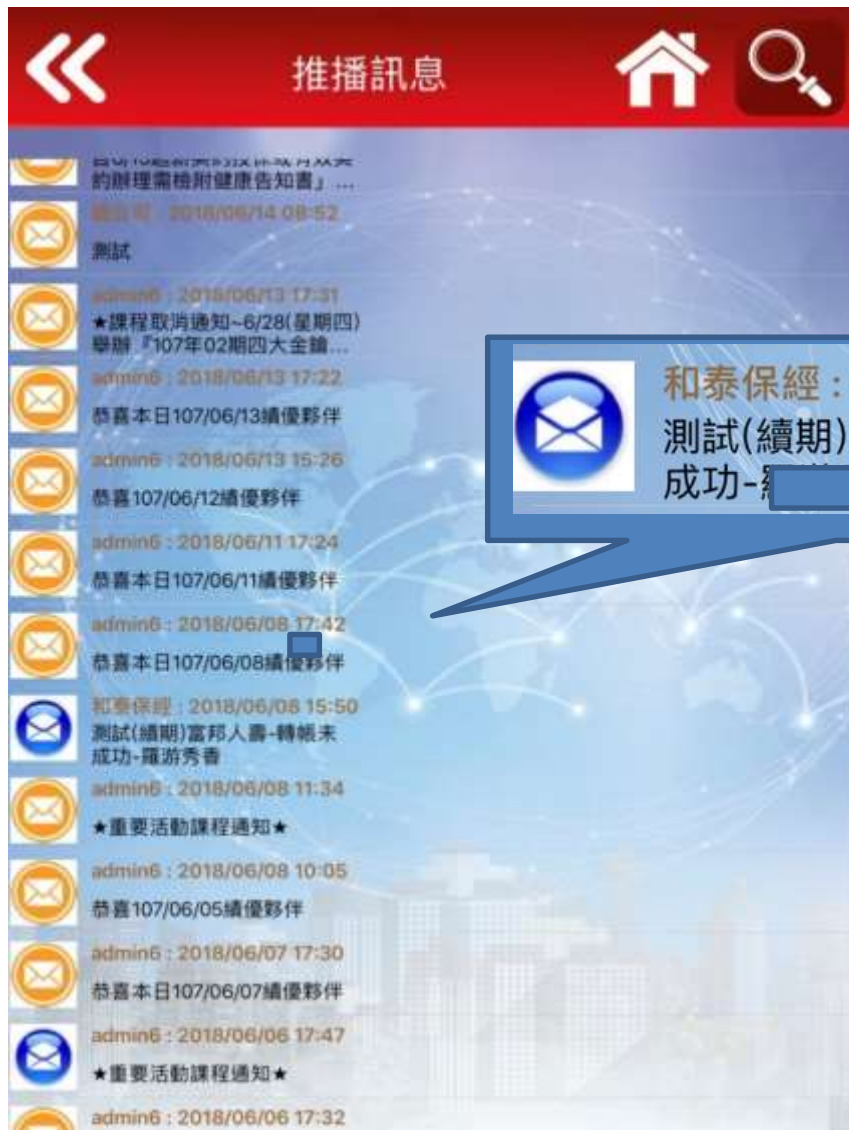 推播訊息
約辦理需檢附健康告知書」...
2018/06/14 08:52
測試
admin6 : 2018/06/13 17:31
★課程取消通知~6/28(星期四)
舉辦『107年02期四大金鑰...
admin6 : 2018/06/13 17:22
恭喜本日107/06/13績優夥伴
admin6 : 2018/06/13 15:26
恭喜107/06/12績優夥伴
admin6 : 2018/06/11 17:24
恭喜本日107/06/11績優夥伴
admin6 : 2018/06/08 17:42
恭喜本日107/06/08績優夥伴
和泰保經 : 2018/06/08 15:50
測試(續期)富邦人壽-轉帳未
成功-羅游秀香
admin6 : 2018/06/08 11:34
★重要活動課程通知★
admin6 : 2018/06/08 10:05
恭喜107/06/05績優夥伴
admin6 : 2018/06/07 17:30
恭喜本日107/06/07績優夥伴
admin6 : 2018/06/06 17:47
★重要活動課程通知★
admin6 : 2018/06/06 17:32
和泰保經 :
測試(續期)
成功-